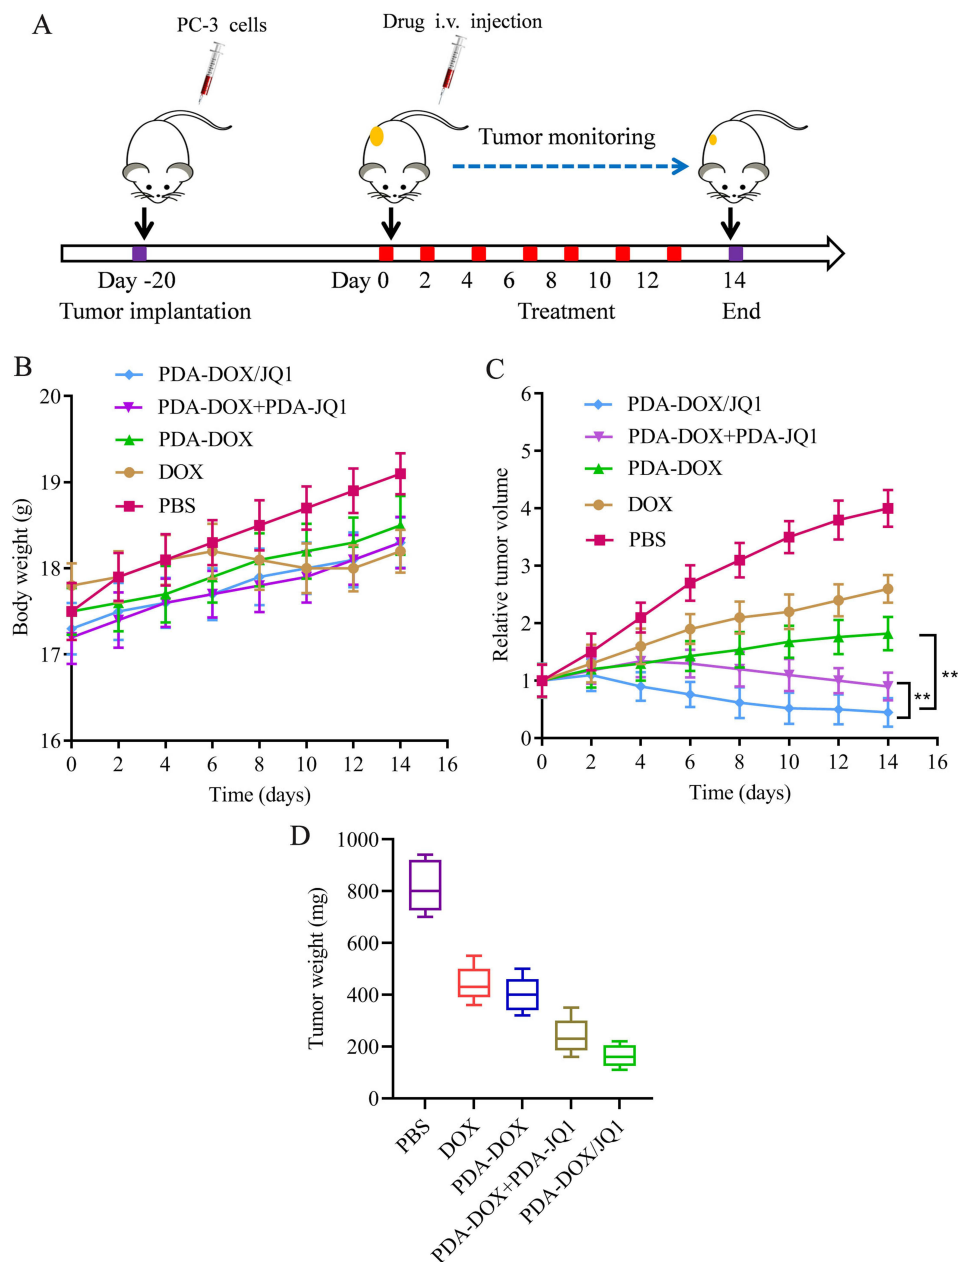 A
PC-3 cells
Drug i.v. injection
Tumor monitoring
Day -20
Day 0 2 4 6 8 10 12 14
Tumor implantation
Treatment
End
B
PDA-DOX/JQ1
PDA-DOX+PDA-JQ1
PDA-DOX
DOX
PBS
Body weight (g)
20
19
18
17
16
0 2 4 6 8 10 12 14 16
Time (days)
C
PDA-DOX/JQ1
PDA-DOX+PDA-JQ1
PDA-DOX
DOX
PBS
Relative tumor volume
6
5
4
3
2
1
0
**
**
0 2 4 6 8 10 12 14 16
Time (days)
D
Tumor weight (mg)
1000
800
600
400
200
0
PBS
DOX
PDA-DOX
PDA-DOX+PDA-JQ1
PDA-DOX/JQ1